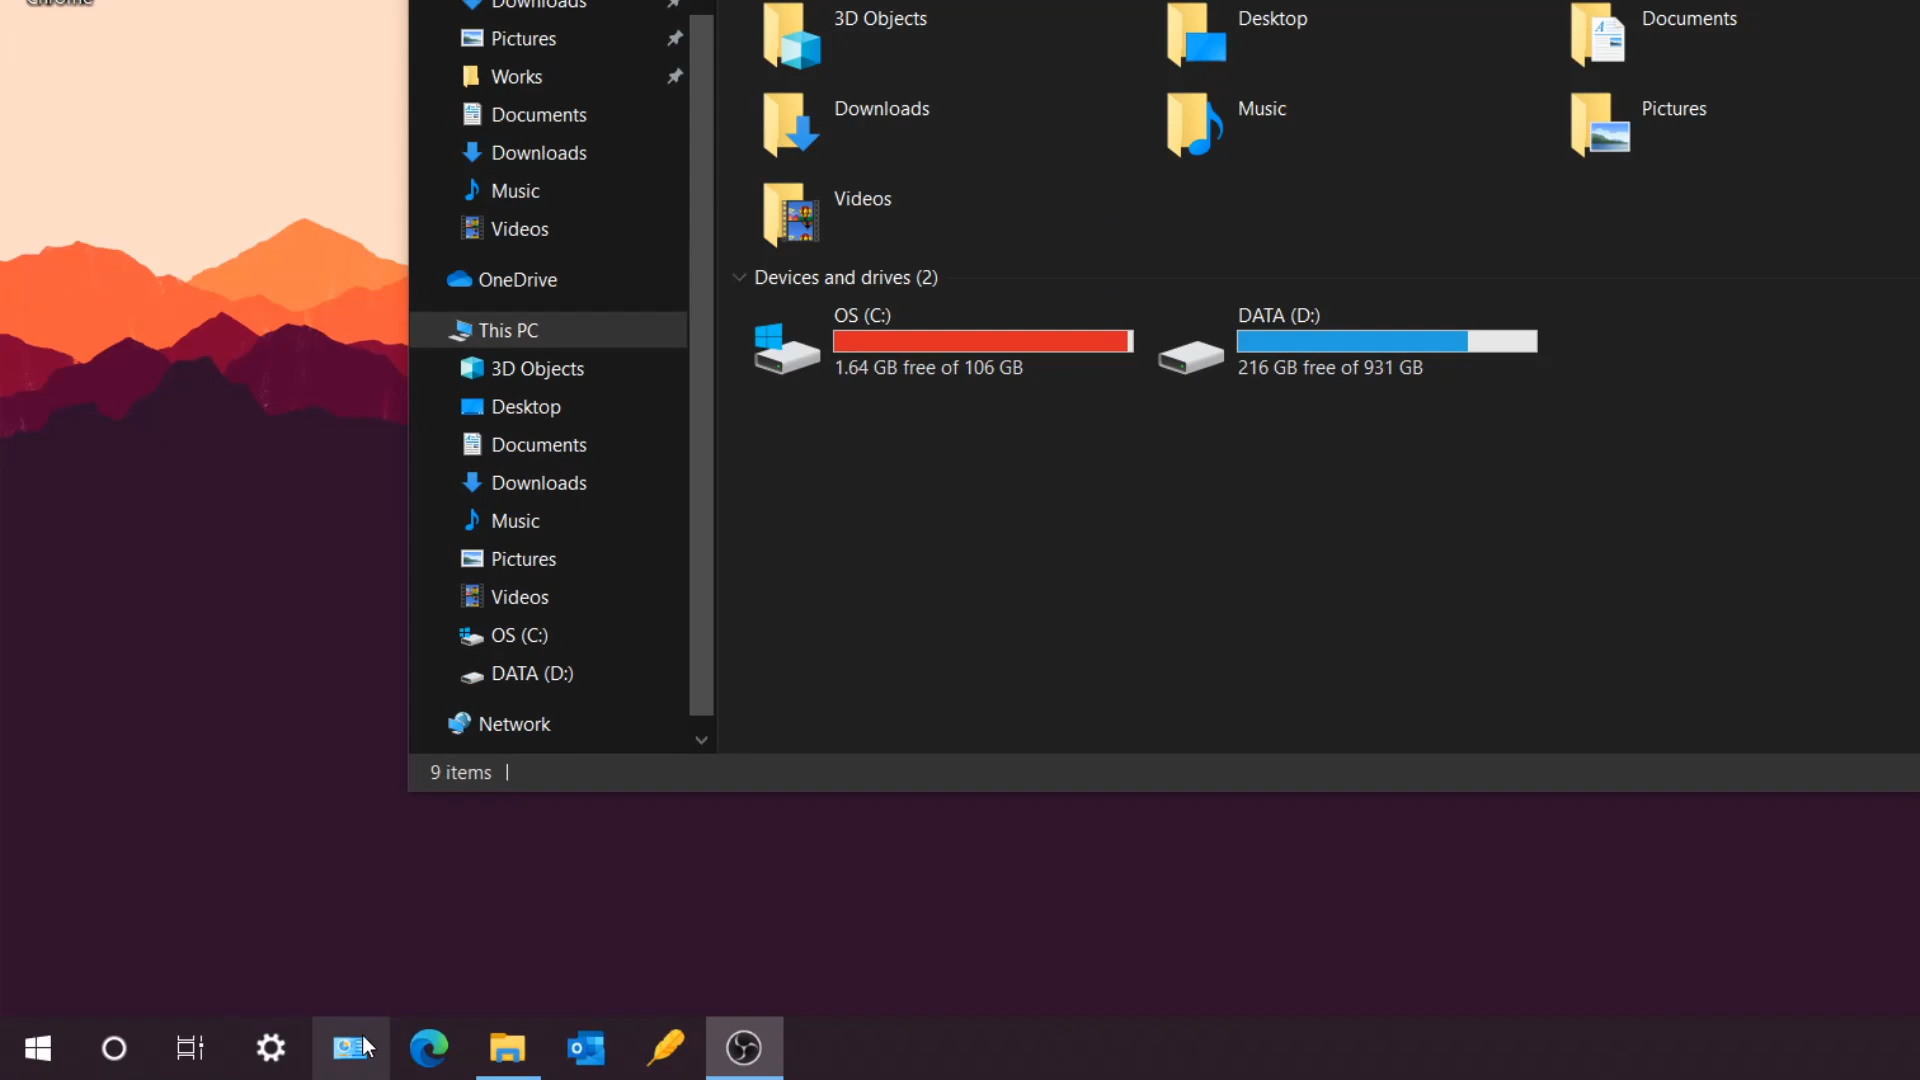 Chrome
Downloads
Pictures
Works
Documents
Downloads
Music
Videos
OneDrive
This PC
3D Objects
Desktop
Documents
Downloads
Music
Pictures
Videos
OS (C:)
DATA (D:)
Network
3D Objects
Desktop
Documents
Downloads
Music
Pictures
Videos
Devices and drives (2)
OS (C:)
1.64 GB free of 106 GB
DATA (D:)
216 GB free of 931 GB
9 items